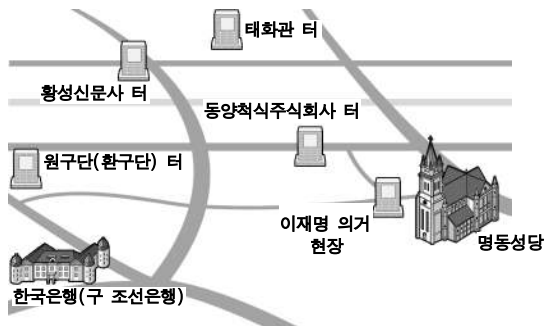 태화관 터
황성신문사 터
동양척식주식회사 터
원구단(환구단) 터
이재명 의거
현장
명동성당
한국은행(구 조선은행)